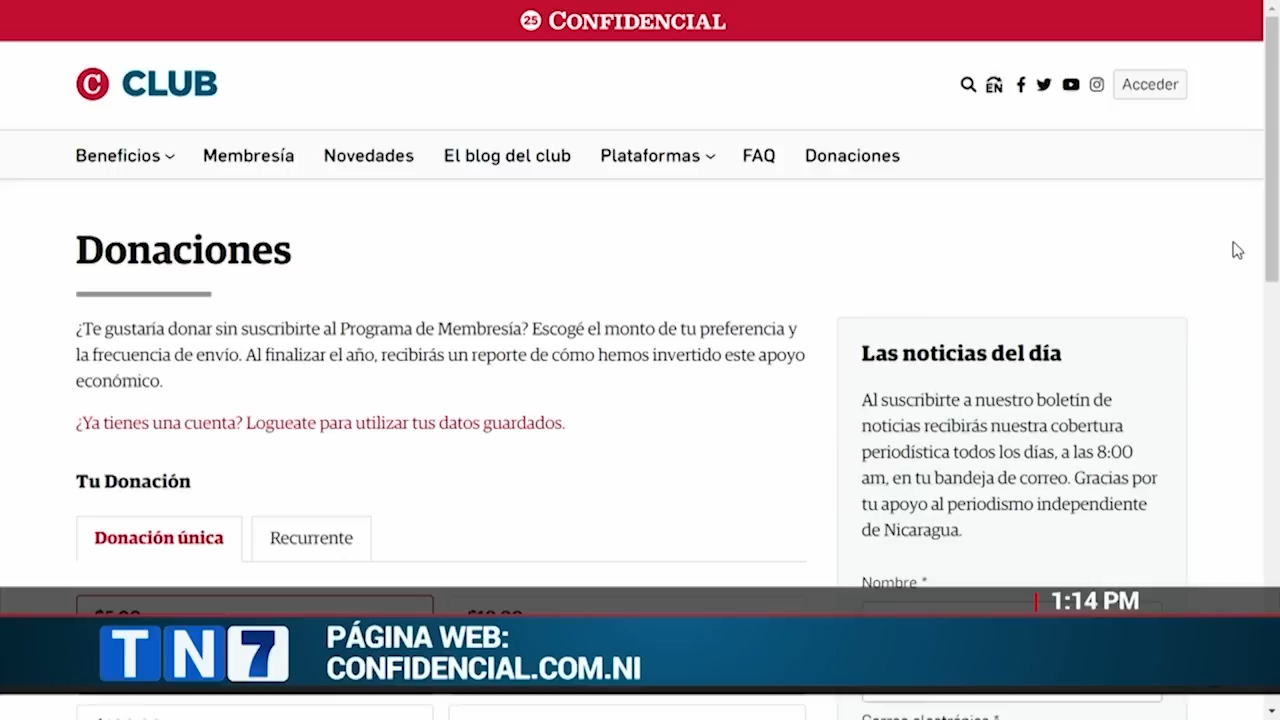 25 CONFIDENCIAL
C CLUB
EN
Acceder
Beneficios
Membresía
Novedades
El blog del club
Plataformas
FAQ
Donaciones
Donaciones
¿Te gustaría donar sin suscribirte al Programa de Membresía? Escogé el monto de tu preferencia y
la frecuencia de envío. Al finalizar el año, recibirás un reporte de cómo hemos invertido este apoyo
económico.
¿Ya tienes una cuenta? Logueate para utilizar tus datos guardados.
Tu Donación
Donación única
Recurrente
Las noticias del día
Al suscribirte a nuestro boletín de
noticias recibirás nuestra cobertura
periodística todos los días, a las 8:00
am, en tu bandeja de correo. Gracias por
tu apoyo al periodismo independiente
de Nicaragua.
Nombre *
1:14 PM
TN7
PÁGINA WEB:
CONFIDENCIAL.COM.NI
Correo electrónico *